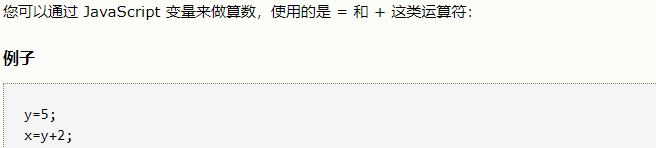 您可以通过 JavaScript 变量来做算数，使用的是 = 和 + 这类运算符：
例子
y=5;
x=y+2;